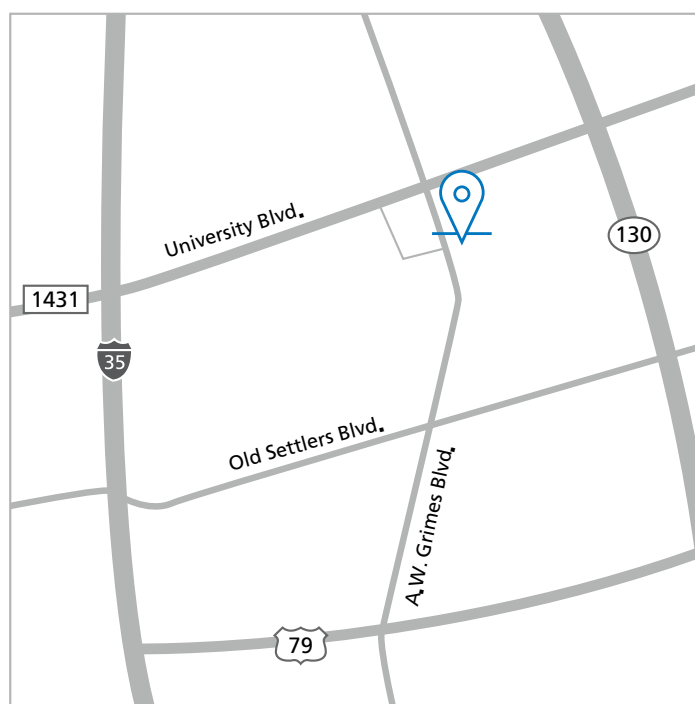 University Blvd.
130
1431
35
Old Settlers Blvd.
A.W. Grimes Blvd.
79